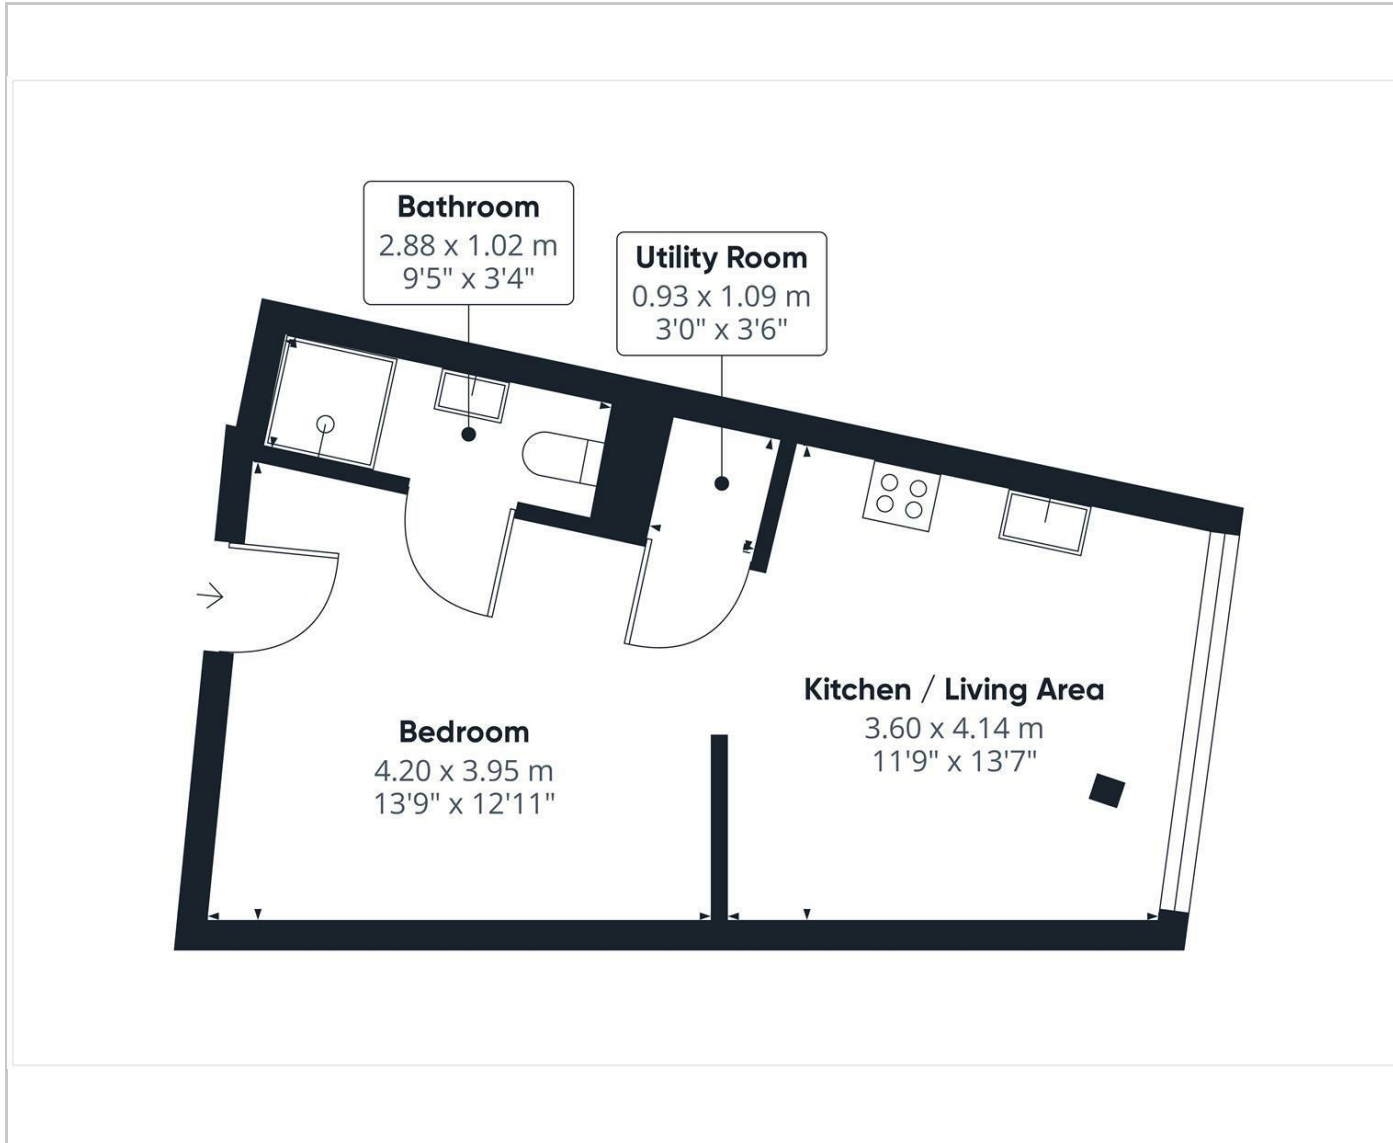 Bathroom
2.88 x 1.02 m
9'5" x 3'4"
Utility Room
0.93 x 1.09 m
3'0" x 3'6"
Kitchen / Living Area
3.60 x 4.14 m
11'9" x 13'7"
Bedroom
4.20 x 3.95 m
13'9" x 12'11"